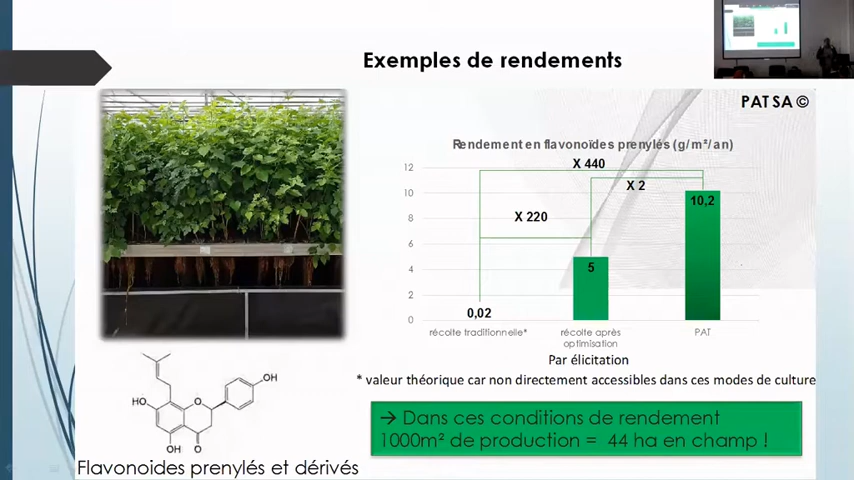 Exemples de rendements
PAT SA ©
Rendement en flavonoïdes prenylés (g/m²/an)
X 440
X 2
X 220
12
10
8
6
4
2
0
0,02
5
10,2
récolte traditionnelle*
récolte après
optimisation
PAT
Par élicitation
* valeur théorique car non directement accessibles dans ces modes de culture
→ Dans ces conditions de rendement
1000m² de production = 44 ha en champ !
HO
O
OH
OH
O
Flavonoides prenylés et dérivés